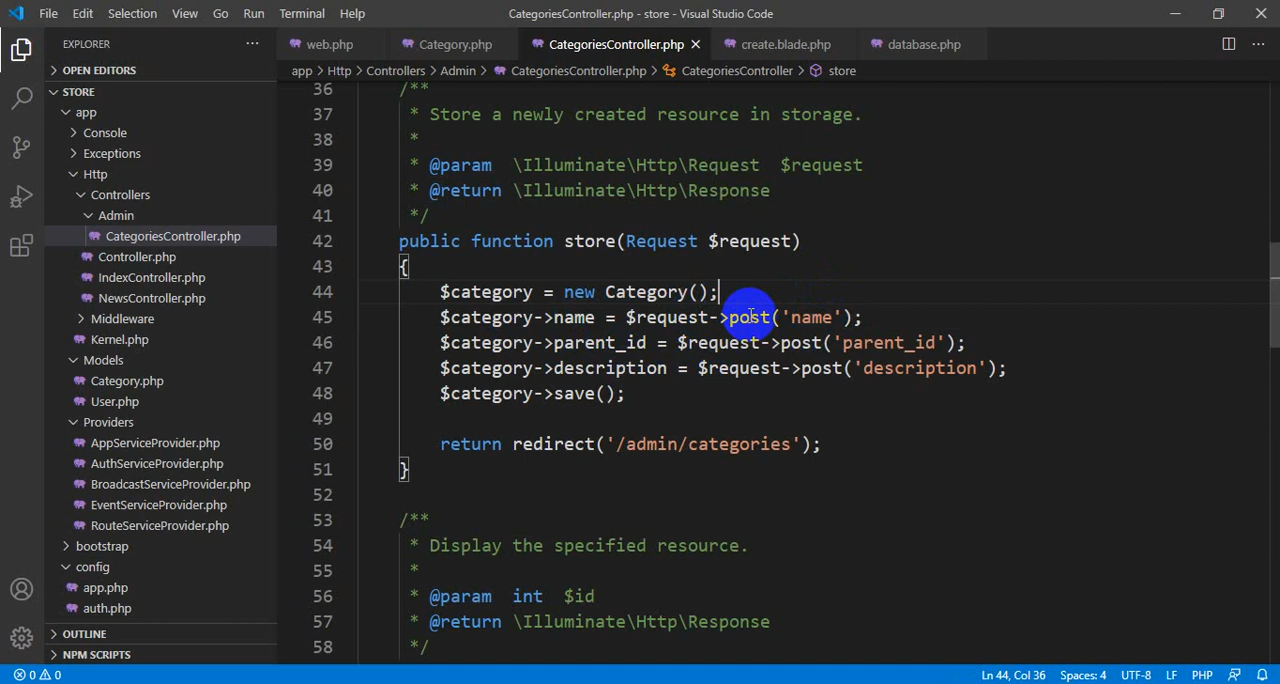 File Edit Selection View Go Run Terminal Help
CategoriesController.php - store - Visual Studio Code
EXPLORER
OPEN EDITORS
STORE
app
Console
Exceptions
Http
Controllers
Admin
CategoriesController.php
Controller.php
IndexController.php
NewsController.php
Middleware
Kernel.php
Models
Category.php
User.php
Providers
AppServiceProvider.php
AuthServiceProvider.php
BroadcastServiceProvider.php
EventServiceProvider.php
RouteServiceProvider.php
bootstrap
config
app.php
auth.php
OUTLINE
NPM SCRIPTS
web.php Category.php CategoriesController.php create.blade.php database.php
app > Http > Controllers > Admin > CategoriesController.php > CategoriesController > store
36 /**
37 * Store a newly created resource in storage.
38 *
39 * @param \Illuminate\Http\Request $request
40 * @return \Illuminate\Http\Response
41 */
42 public function store(Request $request)
43 {
44 $category = new Category();
45 $category->name = $request->post('name');
46 $category->parent_id = $request->post('parent_id');
47 $category->description = $request->post('description');
48 $category->save();
49
50 return redirect('/admin/categories');
51 }
52
53 /**
54 * Display the specified resource.
55 *
56 * @param int $id
57 * @return \Illuminate\Http\Response
58 */
0 0 Ln 44, Col 36 Spaces: 4 UTF-8 LF PHP